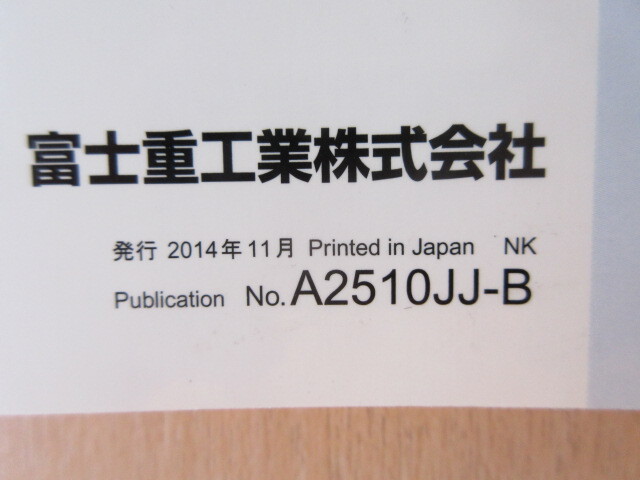 富士重工業株式会社
発行 2014年11月 Printed in Japan NK
Publication No. A2510JJ-B